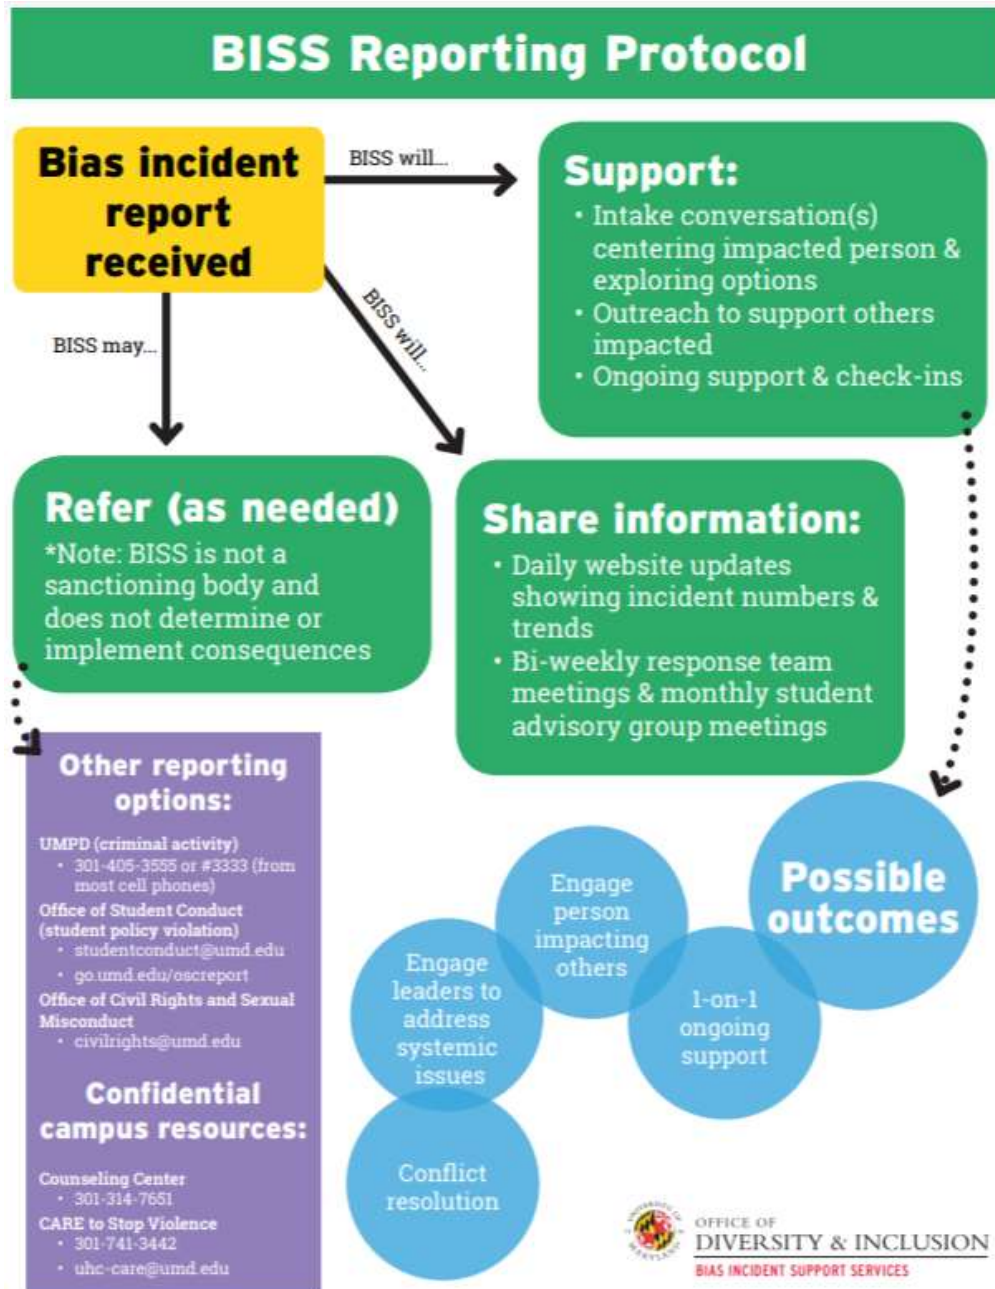 BISS Reporting Protocol
Bias incident
report
received
BISS will...
Support:
• Intake conversation(s)
centering impacted person &
exploring options
• Outreach to support others
impacted
• Ongoing support & check-ins
BISS will...
BISS may...
Refer (as needed)
*Note: BISS is not a
sanctioning body and
does not determine or
implement consequences
Share information:
• Daily website updates
showing incident numbers &
trends
• Bi-weekly response team
meetings & monthly student
advisory group meetings
Other reporting
options:
UMPD (criminal activity)
• 301-405-3555 or #3333 (from
most cell phones)
Office of Student Conduct
(student policy violation)
• studentconduct@umd.edu
• go.umd.edu/oscreport
Office of Civil Rights and Sexual
Misconduct
• civilrights@umd.edu
Confidential
campus resources:
Counseling Center
• 301-314-7651
CARE to Stop Violence
• 301-741-3442
• uhc-care@umd.edu
Possible
outcomes
1-on-1
ongoing
support
Engage
person
impacting
others
Engage
leaders to
address
systemic
issues
Conflict
resolution
UNIVERSITY OF
MARYLAND
OFFICE OF
DIVERSITY & INCLUSION
BIAS INCIDENT SUPPORT SERVICES